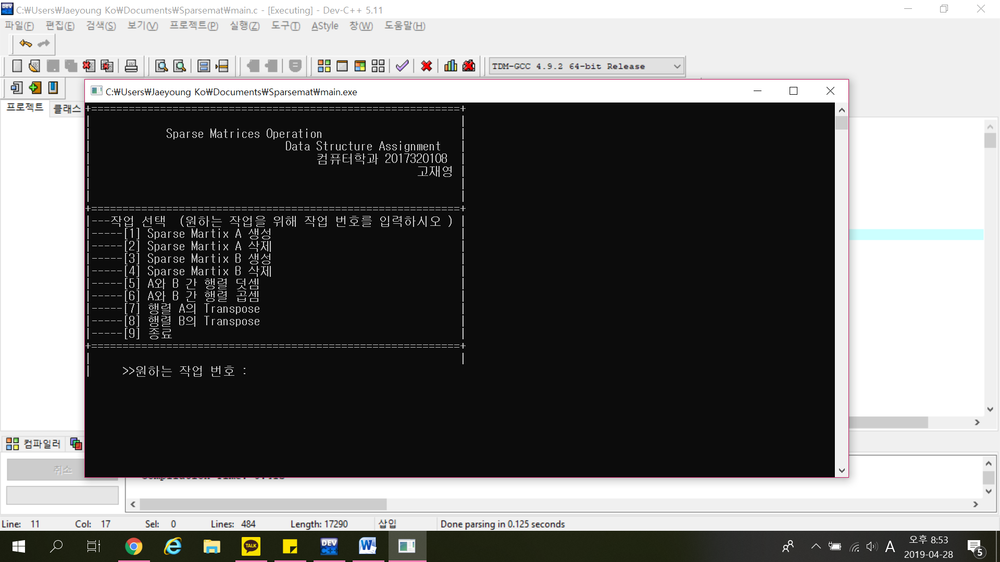 C:₩Users₩Jaeyoung Ko₩Documents₩Sparsemat₩main.c - [Executing] - Dev-C++ 5.11
파일(F) 편집(E) 검색(S) 보기(V) 프로젝트(P) 실행(Z) 도구(T) AStyle 창(W) 도움말(H)
TDM-GCC 4.9.2 64-bit Release
프로젝트 클래스
C:₩Users₩Jaeyoung Ko₩Documents₩Sparsemat₩main.exe
+===========================================================+
Sparse Matrices Operation
Data Structure Assignment
컴퓨터학과 2017320108
고재영
+===========================================================+
|---작업 선택  (원하는 작업을 위해 작업 번호를 입력하시오 ) |
|-----[1] Sparse Martix A 생성 |
|-----[2] Sparse Martix A 삭제 |
|-----[3] Sparse Martix B 생성 |
|-----[4] Sparse Martix B 삭제 |
|-----[5] A와 B 간 행렬 덧셈 |
|-----[6] A와 B 간 행렬 곱셈 |
|-----[7] 행렬 A의 Transpose |
|-----[8] 행렬 B의 Transpose |
|-----[9] 종료 |
+===========================================================+
| >>원하는 작업 번호 :
컴파일러
취소
Line: 11 Col: 17 Sel: 0 Lines: 484 Length: 17290 삽입 Done parsing in 0.125 seconds
TALK
DEV C++
W
A
오후 8:53
2019-04-28
5